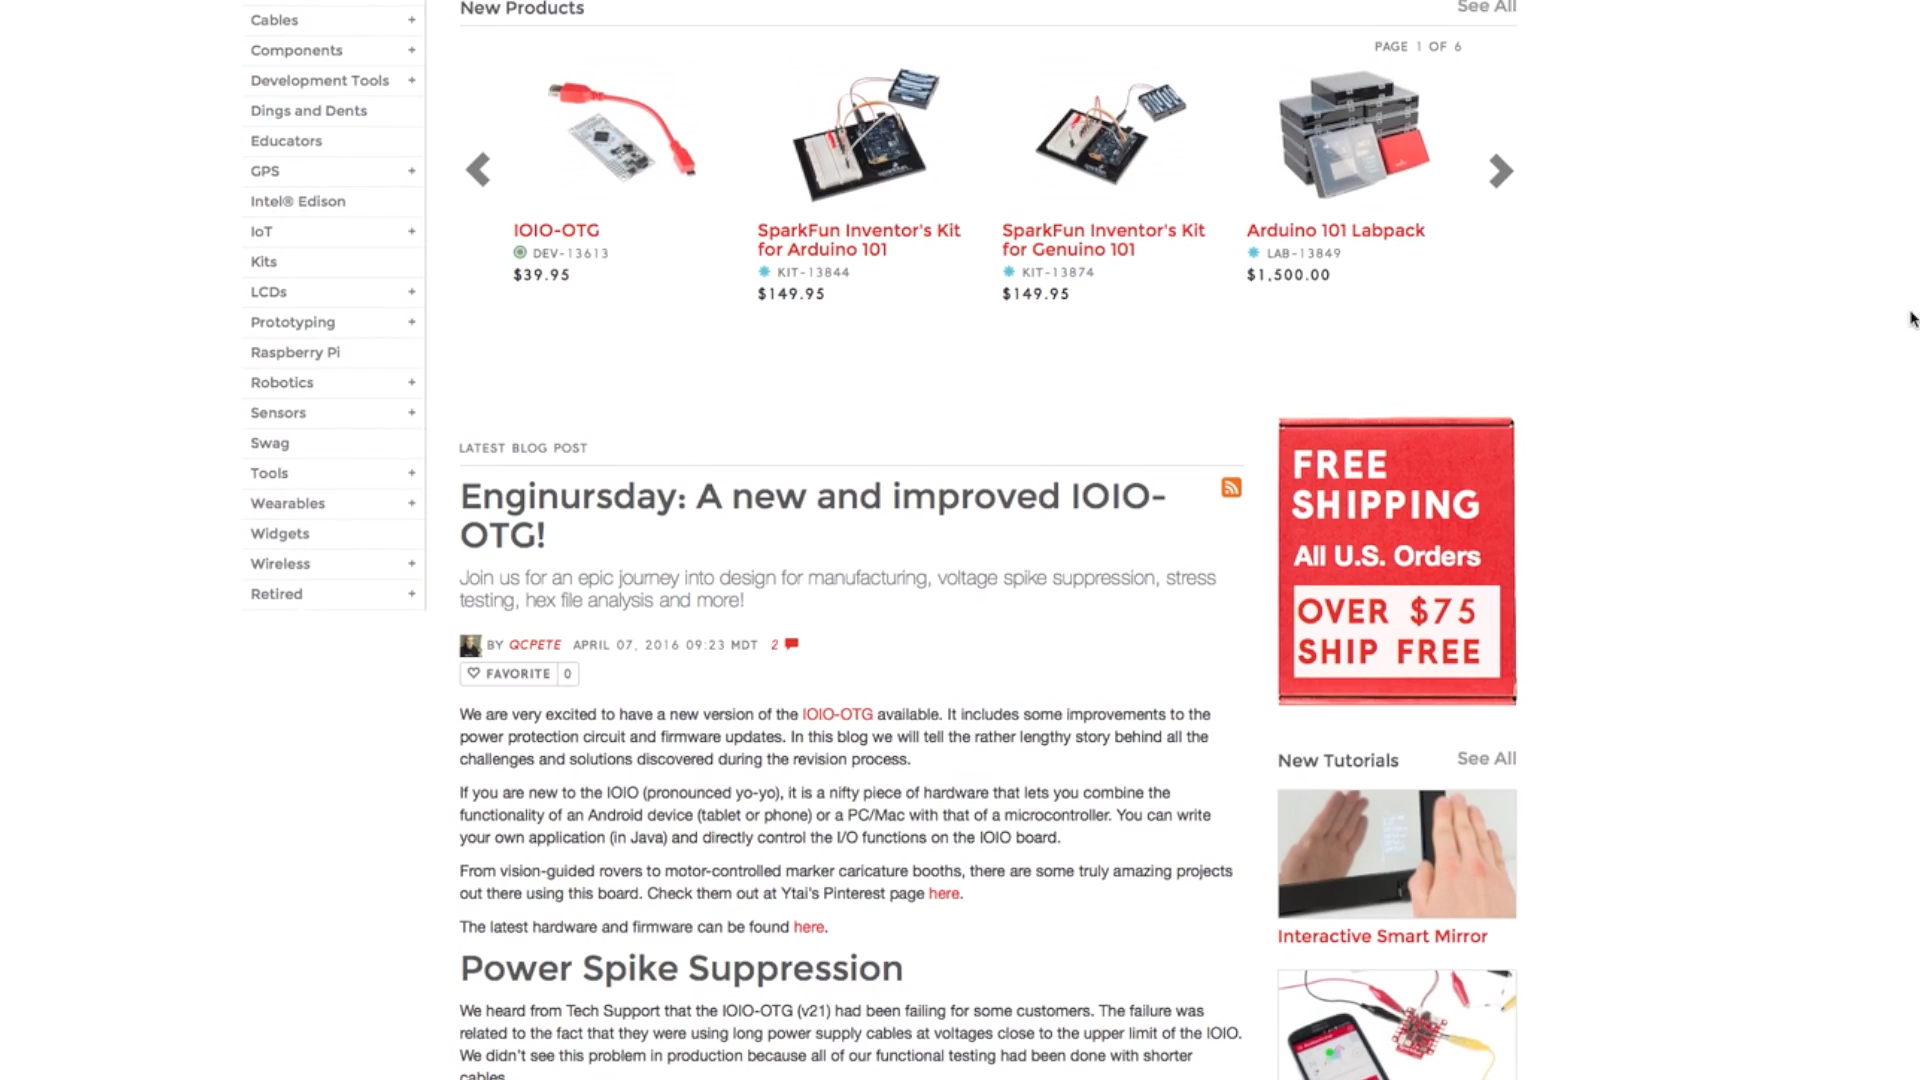 Cables +
Components +
Development Tools +
Dings and Dents
Educators
GPS +
Intel® Edison
IoT +
Kits
LCDs +
Prototyping +
Raspberry Pi
Robotics +
Sensors +
Swag
Tools +
Wearables +
Widgets
Wireless +
Retired +
New Products
See All
PAGE 1 OF 6
IOIO-OTG
DEV-13613
$39.95
SparkFun Inventor's Kit
for Arduino 101
KIT-13844
$149.95
SparkFun Inventor's Kit
for Genuino 101
KIT-13874
$149.95
Arduino 101 Labpack
LAB-13849
$1,500.00
LATEST BLOG POST
Enginursday: A new and improved IOIO-
OTG!
Join us for an epic journey into design for manufacturing, voltage spike suppression, stress
testing, hex file analysis and more!
BY QCPETE APRIL 07, 2016 09:23 MDT 2
FAVORITE 0
We are very excited to have a new version of the IOIO-OTG available. It includes some improvements to the
power protection circuit and firmware updates. In this blog we will tell the rather lengthy story behind all the
challenges and solutions discovered during the revision process.
If you are new to the IOIO (pronounced yo-yo), it is a nifty piece of hardware that lets you combine the
functionality of an Android device (tablet or phone) or a PC/Mac with that of a microcontroller. You can write
your own application (in Java) and directly control the I/O functions on the IOIO board.
From vision-guided rovers to motor-controlled marker caricature booths, there are some truly amazing projects
out there using this board. Check them out at Ytai's Pinterest page here.
The latest hardware and firmware can be found here.
Power Spike Suppression
We heard from Tech Support that the IOIO-OTG (v21) had been failing for some customers. The failure was
related to the fact that they were using long power supply cables at voltages close to the upper limit of the IOIO.
We didn't see this problem in production because all of our functional testing had been done with shorter
cables.
FREE
SHIPPING
All U.S. Orders
OVER $75
SHIP FREE
New Tutorials
See All
Interactive Smart Mirror